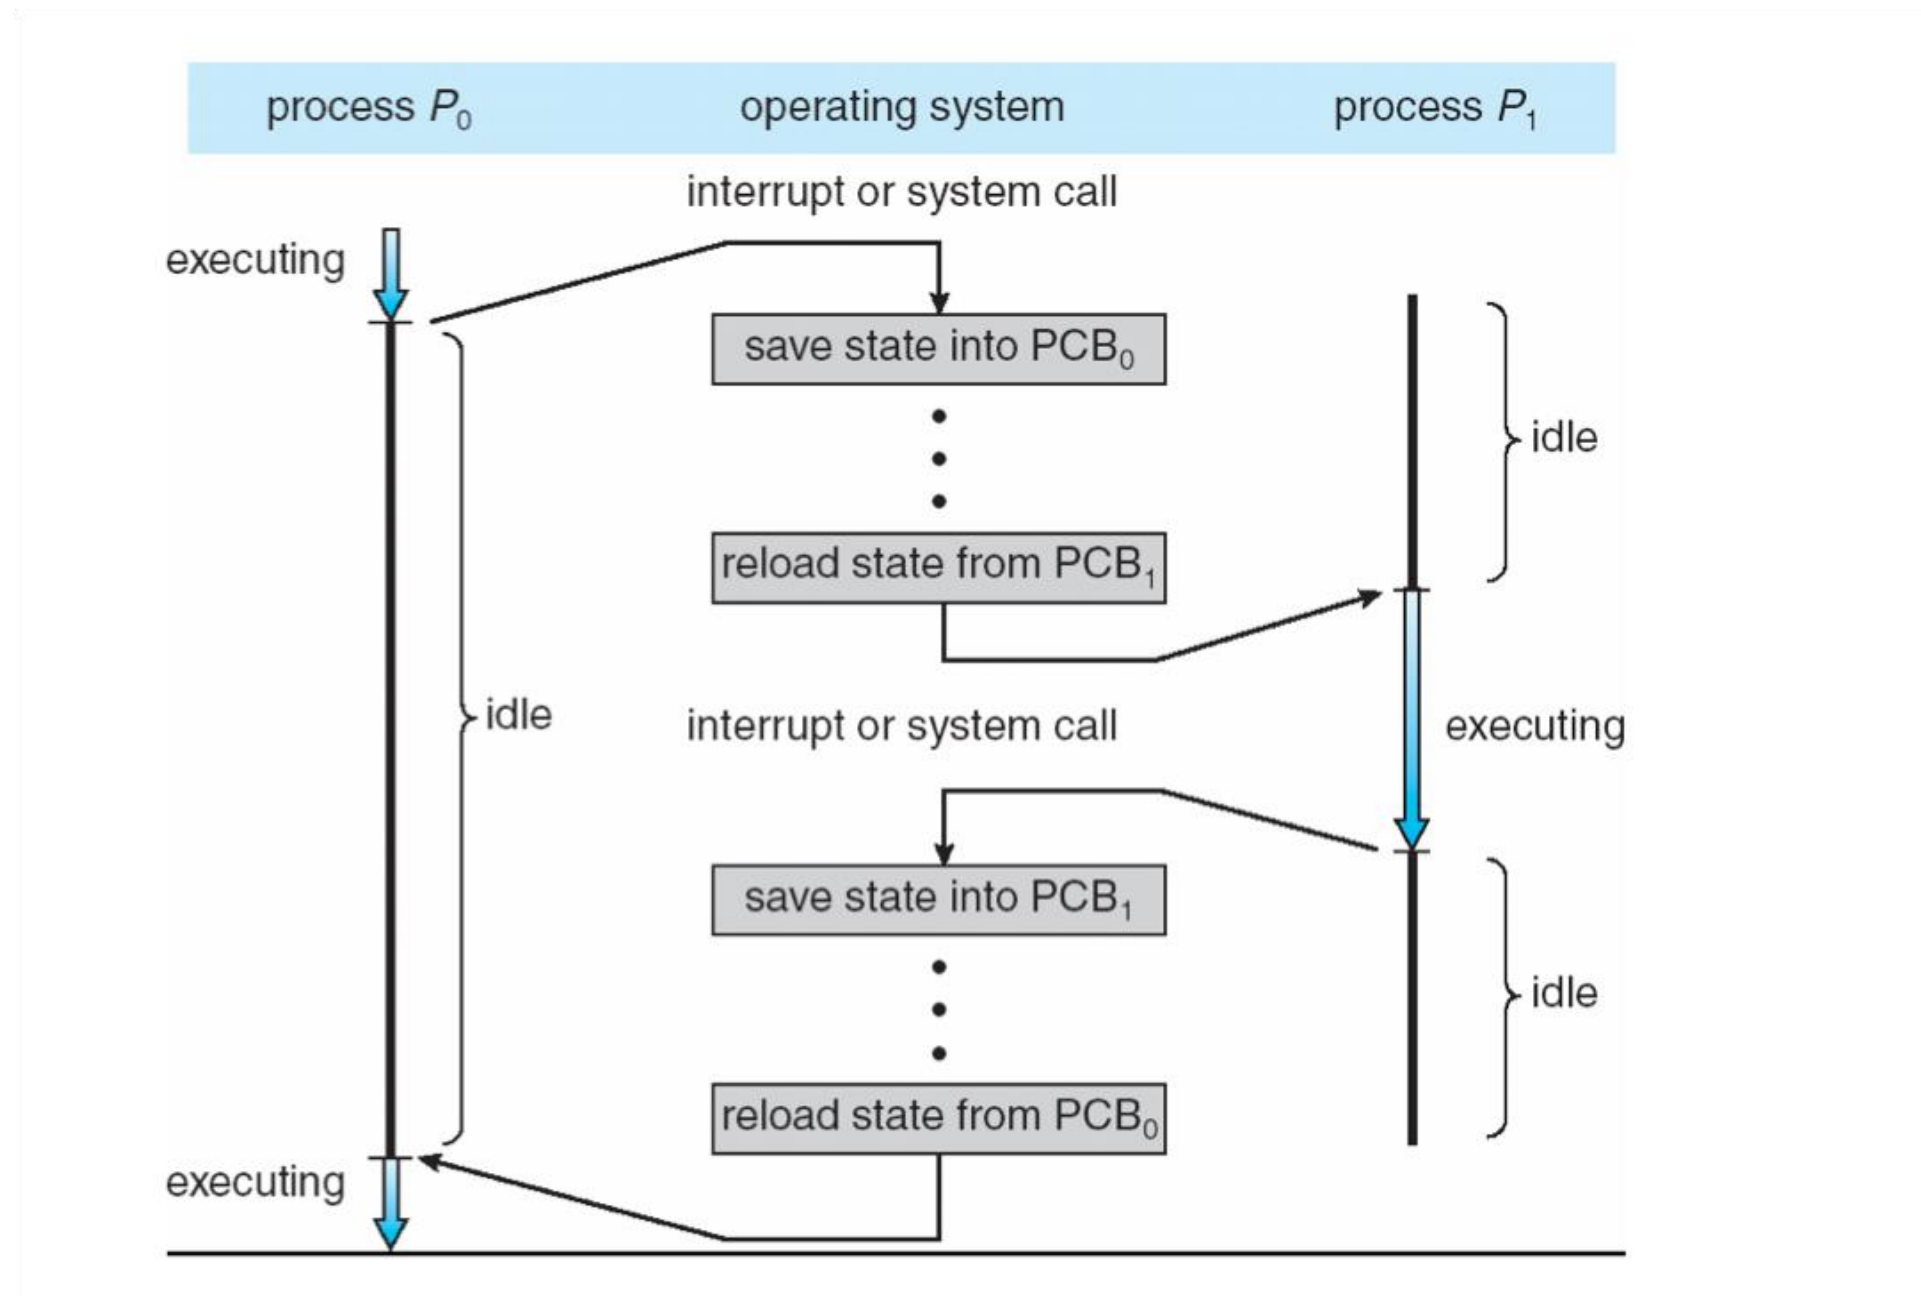 process P₀ operating system process P₁
interrupt or system call
executing
save state into PCB₀
idle
reload state from PCB₁
idle
interrupt or system call
executing
save state into PCB₁
idle
reload state from PCB₀
executing